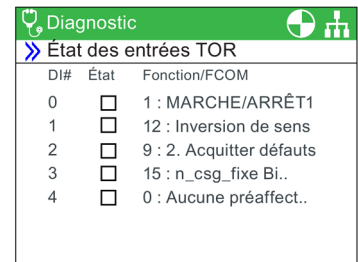 Diagnostic
État des entrées TOR
DI# État Fonction/FCOM
0 1 : MARCHE/ARRÊT1
1 12 : Inversion de sens
2 9 : 2. Acquitter défauts
3 15 : n_csg_fixe Bi..
4 0 : Aucune préaffect..